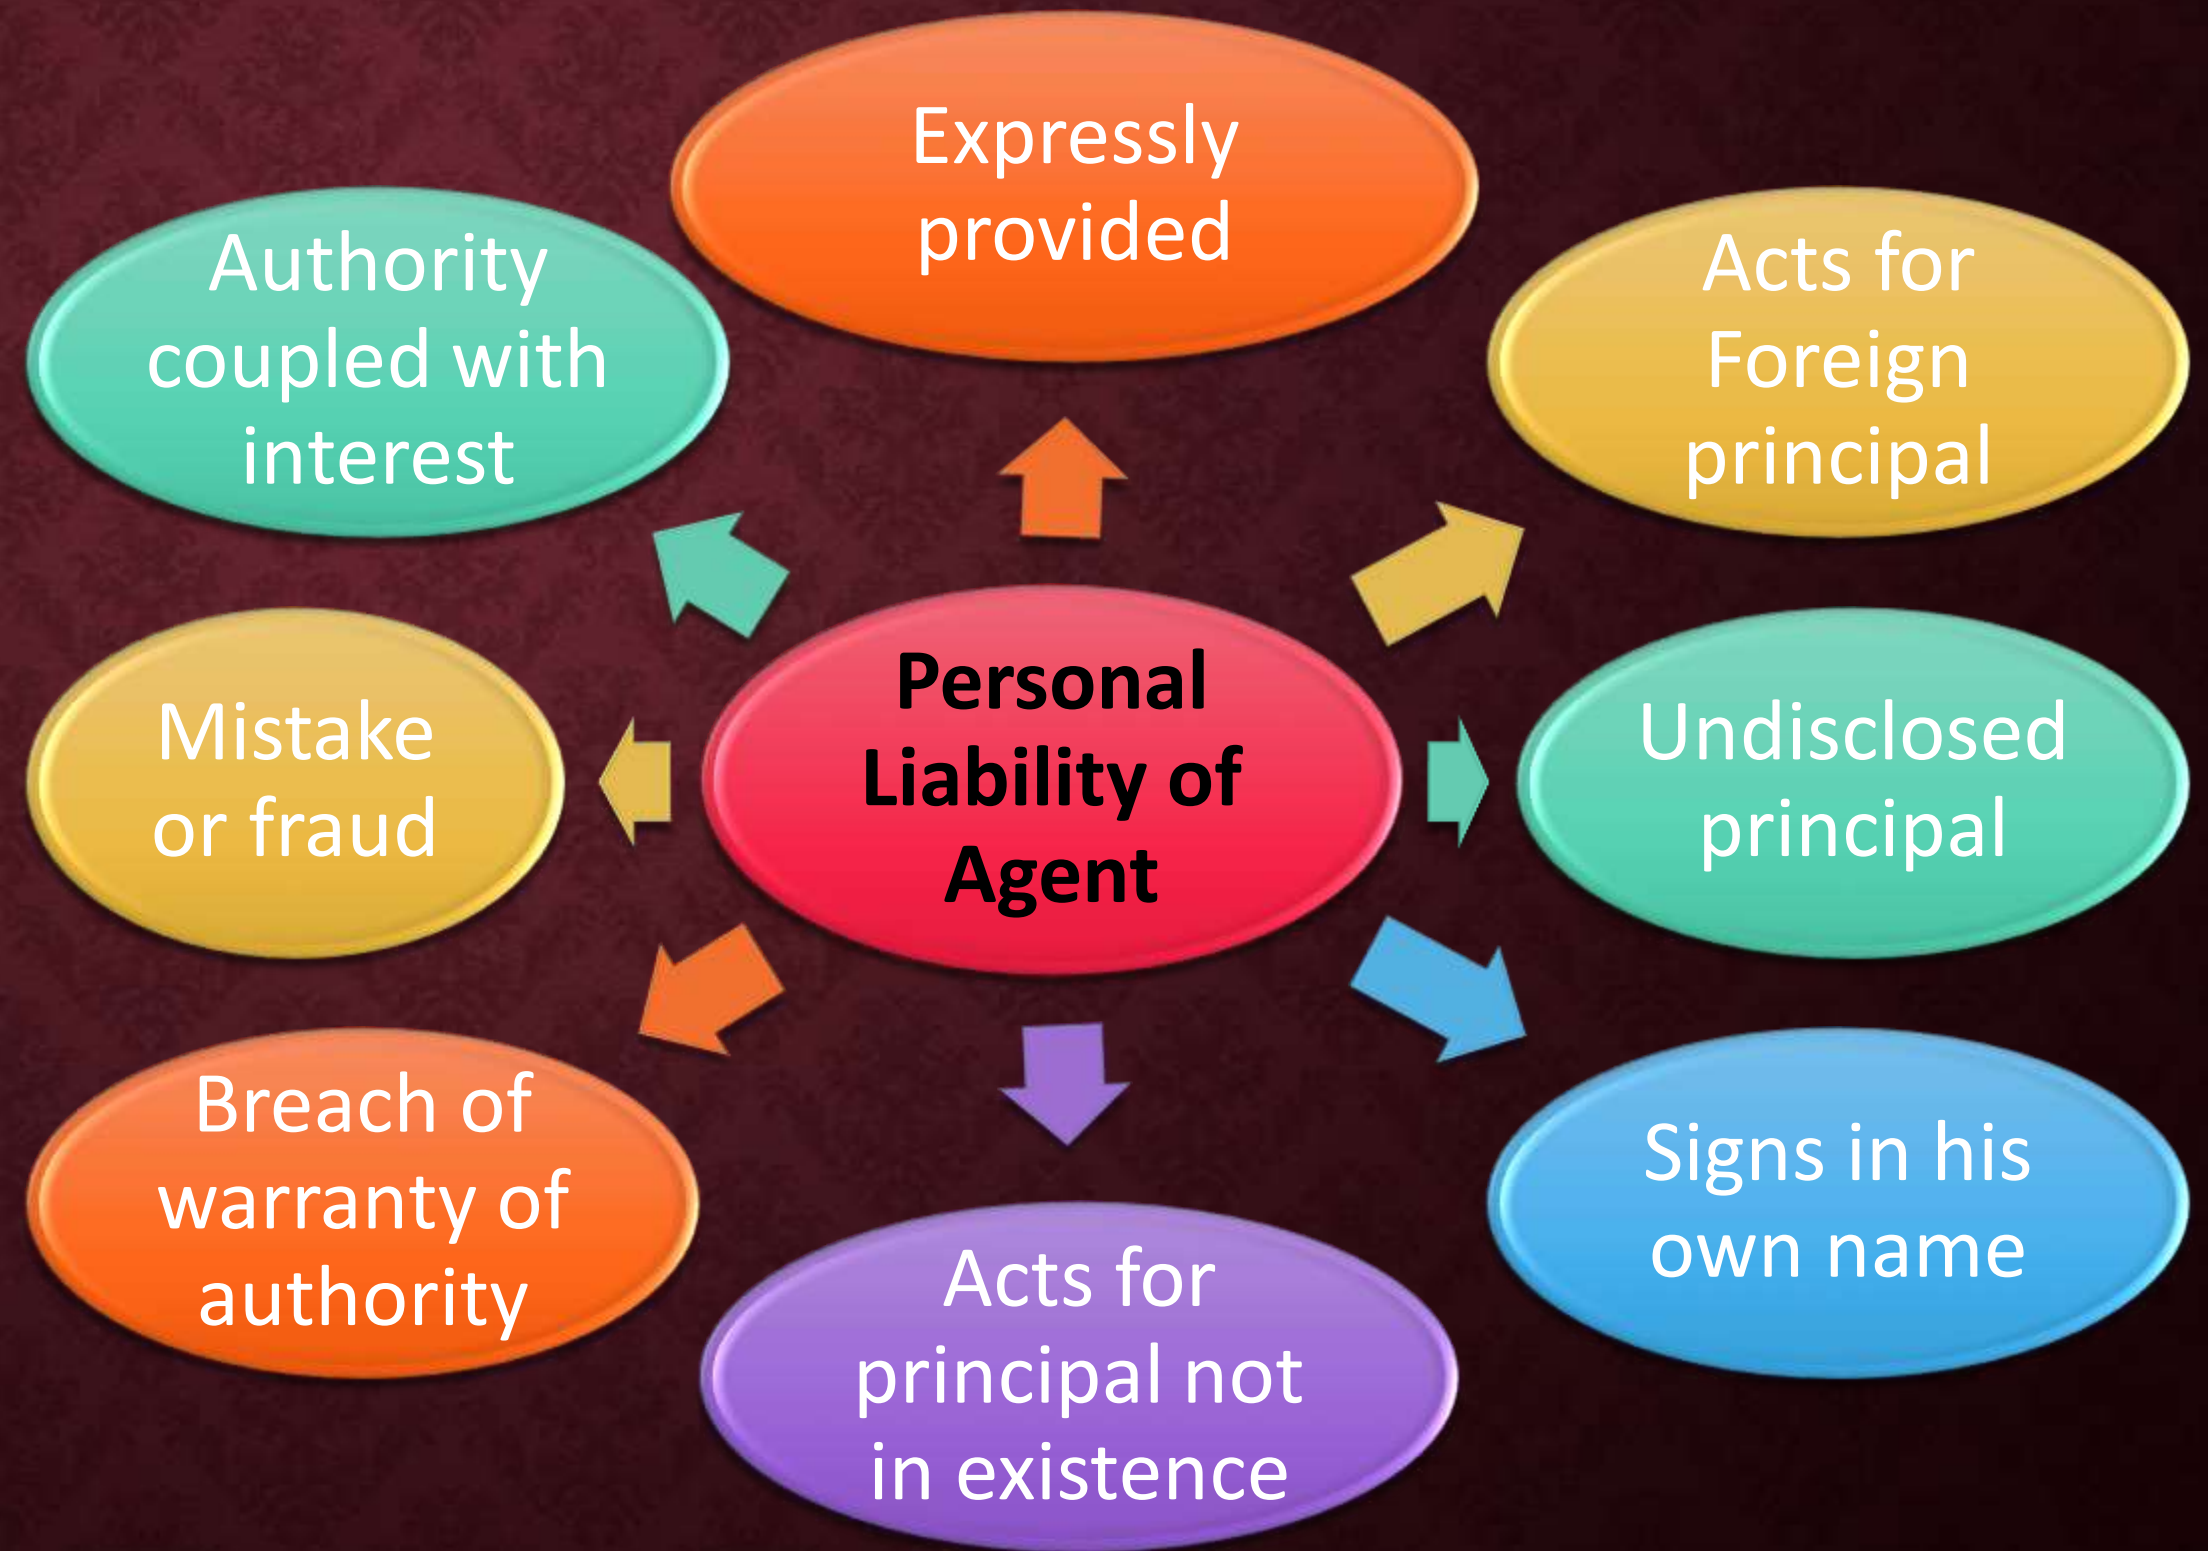 Expressly
provided
Authority
coupled with
interest
Acts for
Foreign
principal
Mistake
or fraud
Personal
Liability of
Agent
Undisclosed
principal
Breach of
warranty of
authority
Acts for
principal not
in existence
Signs in his
own name